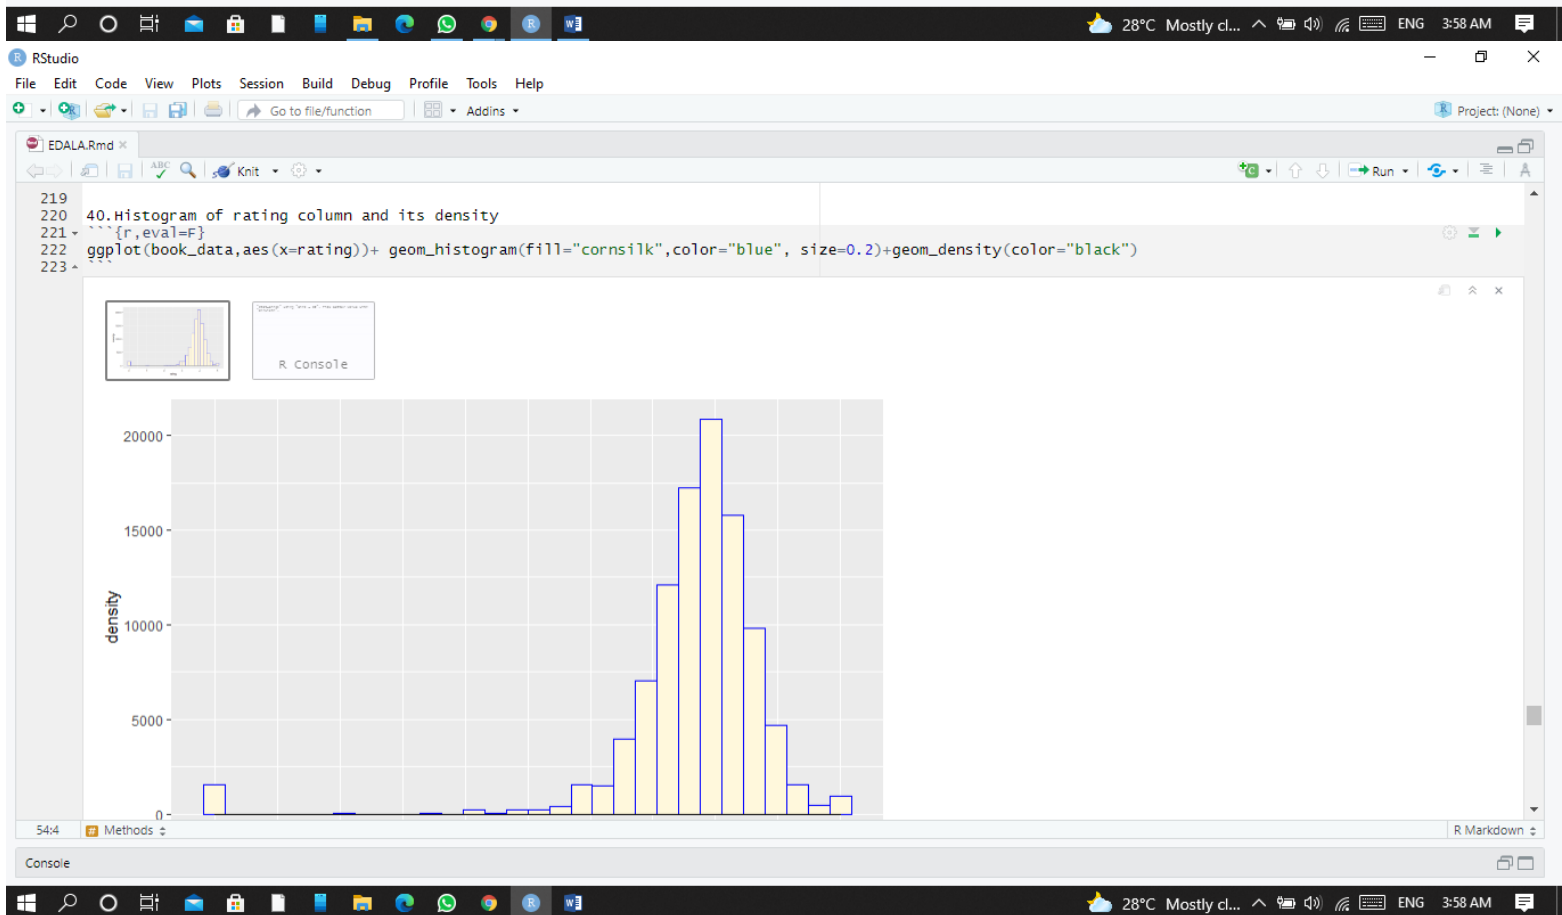 28°C Mostly cl... ENG 3:58 AM
RStudio
File Edit Code View Plots Session Build Debug Profile Tools Help
Go to file/function Addins Project: (None)
EDALA.Rmd
ABC Knit Run
219
220 40.Histogram of rating column and its density
221 ```{r,eval=F}
222 ggplot(book_data,aes(x=rating))+ geom_histogram(fill="cornsilk",color="blue", size=0.2)+geom_density(color="black")
223 ```
R Console
20000
15000
density
10000
5000
0
54:4 # Methods R Markdown
Console
28°C Mostly cl... ENG 3:58 AM